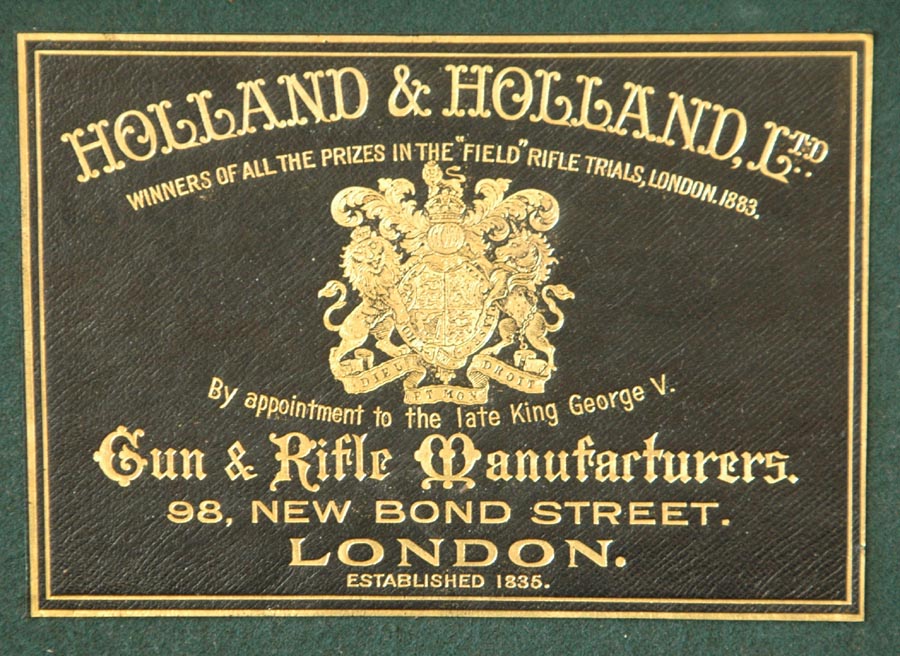 HOLLAND & HOLLAND, LTD.
WINNERS OF ALL THE PRIZES IN THE "FIELD" RIFLE TRIALS, LONDON. 1883.
DIEU ET MON DROIT
By appointment to the late King George V.
Gun & Rifle Manufacturers.
98, NEW BOND STREET.
LONDON.
ESTABLISHED 1835.